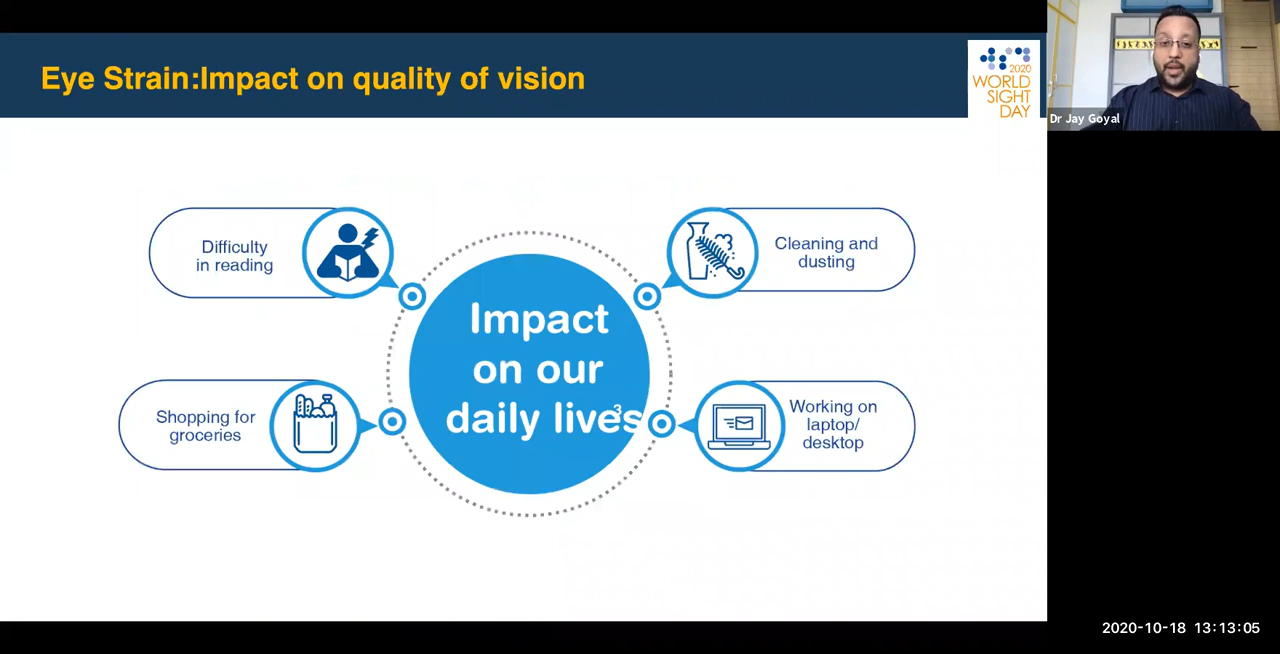 Eye Strain:Impact on quality of vision
2020
WORLD
SIGHT
DAY
Dr Jay Goyal
Difficulty
in reading
Cleaning and
dusting
Impact
on our
daily lives
3
Shopping for
groceries
Working on
laptop/
desktop
2020-10-18 13:13:05